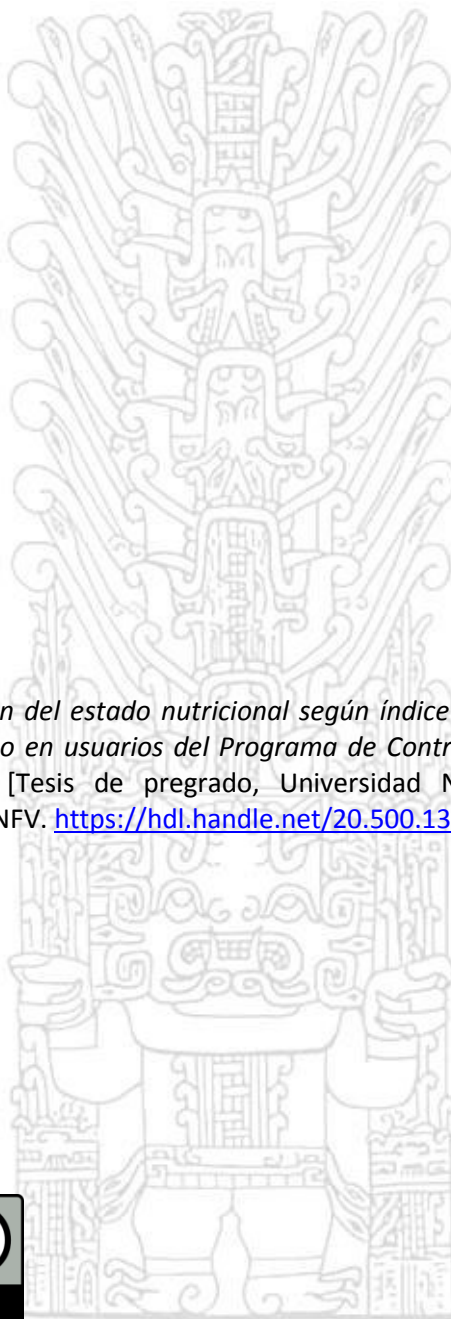 n del estado nutricional según índice
o en usuarios del Programa de Contr
[Tesis de pregrado, Universidad N
NFV. https://hdl.handle.net/20.500.13